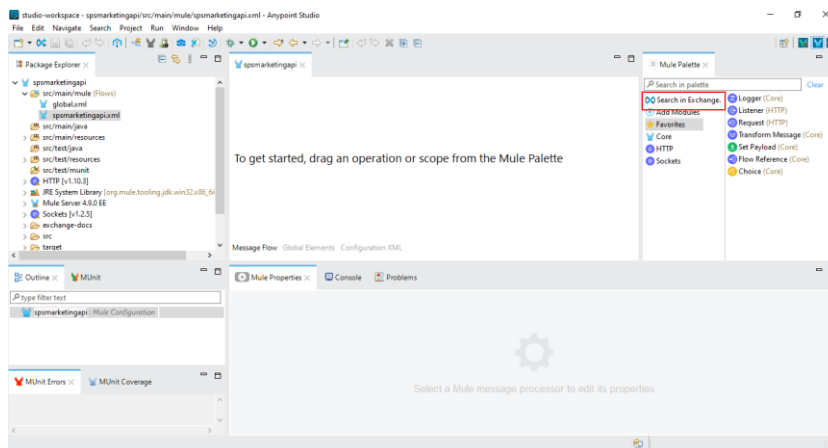 studio-workspace - spsmarketingapi/src/main/mule/spsmarketingapi.xml - Anypoint Studio
File Edit Navigate Search Project Run Window Help
Package Explorer
spsmarketingapi
src/main/mule (Flows)
global.xml
spsmarketingapi.xml
src/main/java
src/main/resources
src/test/java
src/test/resources
src/test/munit
HTTP [v1.10.3]
JRE System Library [org.mule.tooling.jdk.win32.x86_64
Mule Server 4.9.0 EE
Sockets [v1.2.5]
exchange-docs
src
target
spsmarketingapi
To get started, drag an operation or scope from the Mule Palette
Message Flow Global Elements Configuration XML
Mule Palette
Search in palette
Clear
Search in Exchange.
Add Modules
Favorites
Core
HTTP
Sockets
Logger (Core)
Listener (HTTP)
Request (HTTP)
Transform Message (Core)
Set Payload (Core)
Flow Reference (Core)
Choice (Core)
Outline MUnit
type filter text
spsmarketingapi : Mule Configuration
MUnit Errors MUnit Coverage
Mule Properties Console Problems
Select a Mule message processor to edit its properties